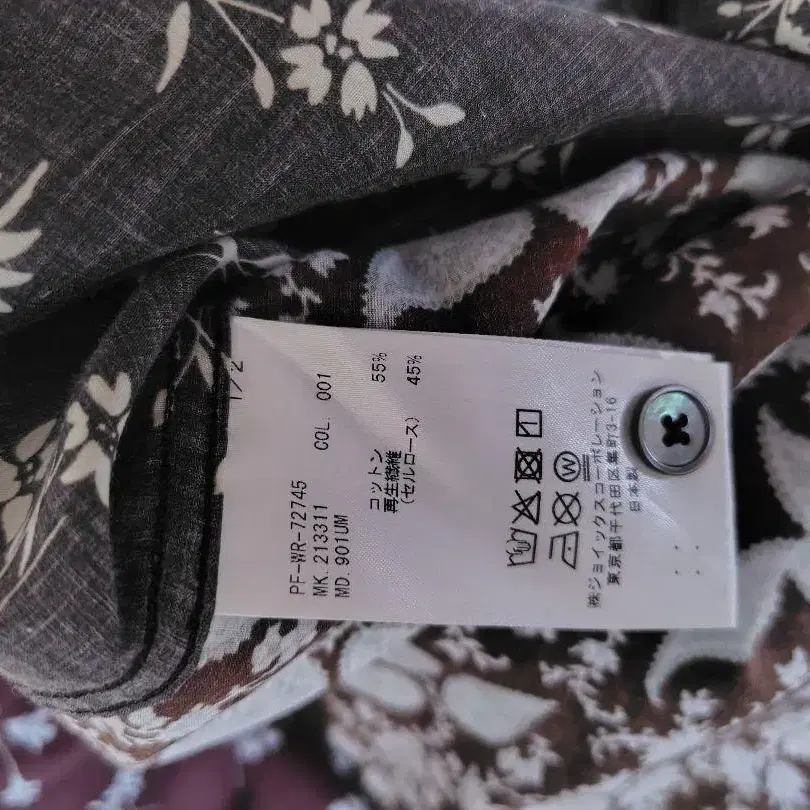 1/2
PF-WR-72745
MK. 213311 COL. 001
MD. 901UM
コットン 55%
再生繊維 45%
(セルロース)
㈱ジョイックスコーポレーション
東京都千代田区 3-16
日本製